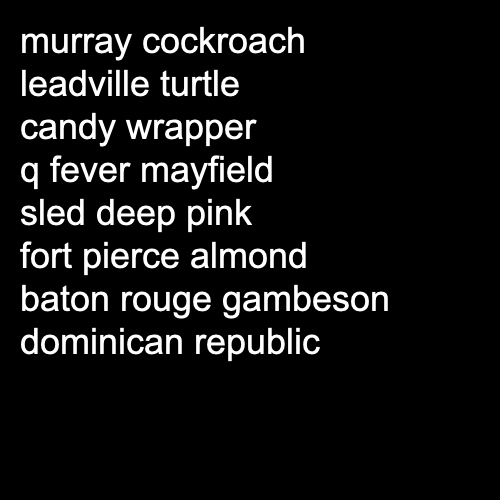 murray cockroach
leadville turtle
candy wrapper
q fever mayfield
sled deep pink
fort pierce almond
baton rouge gambeson
dominican republic